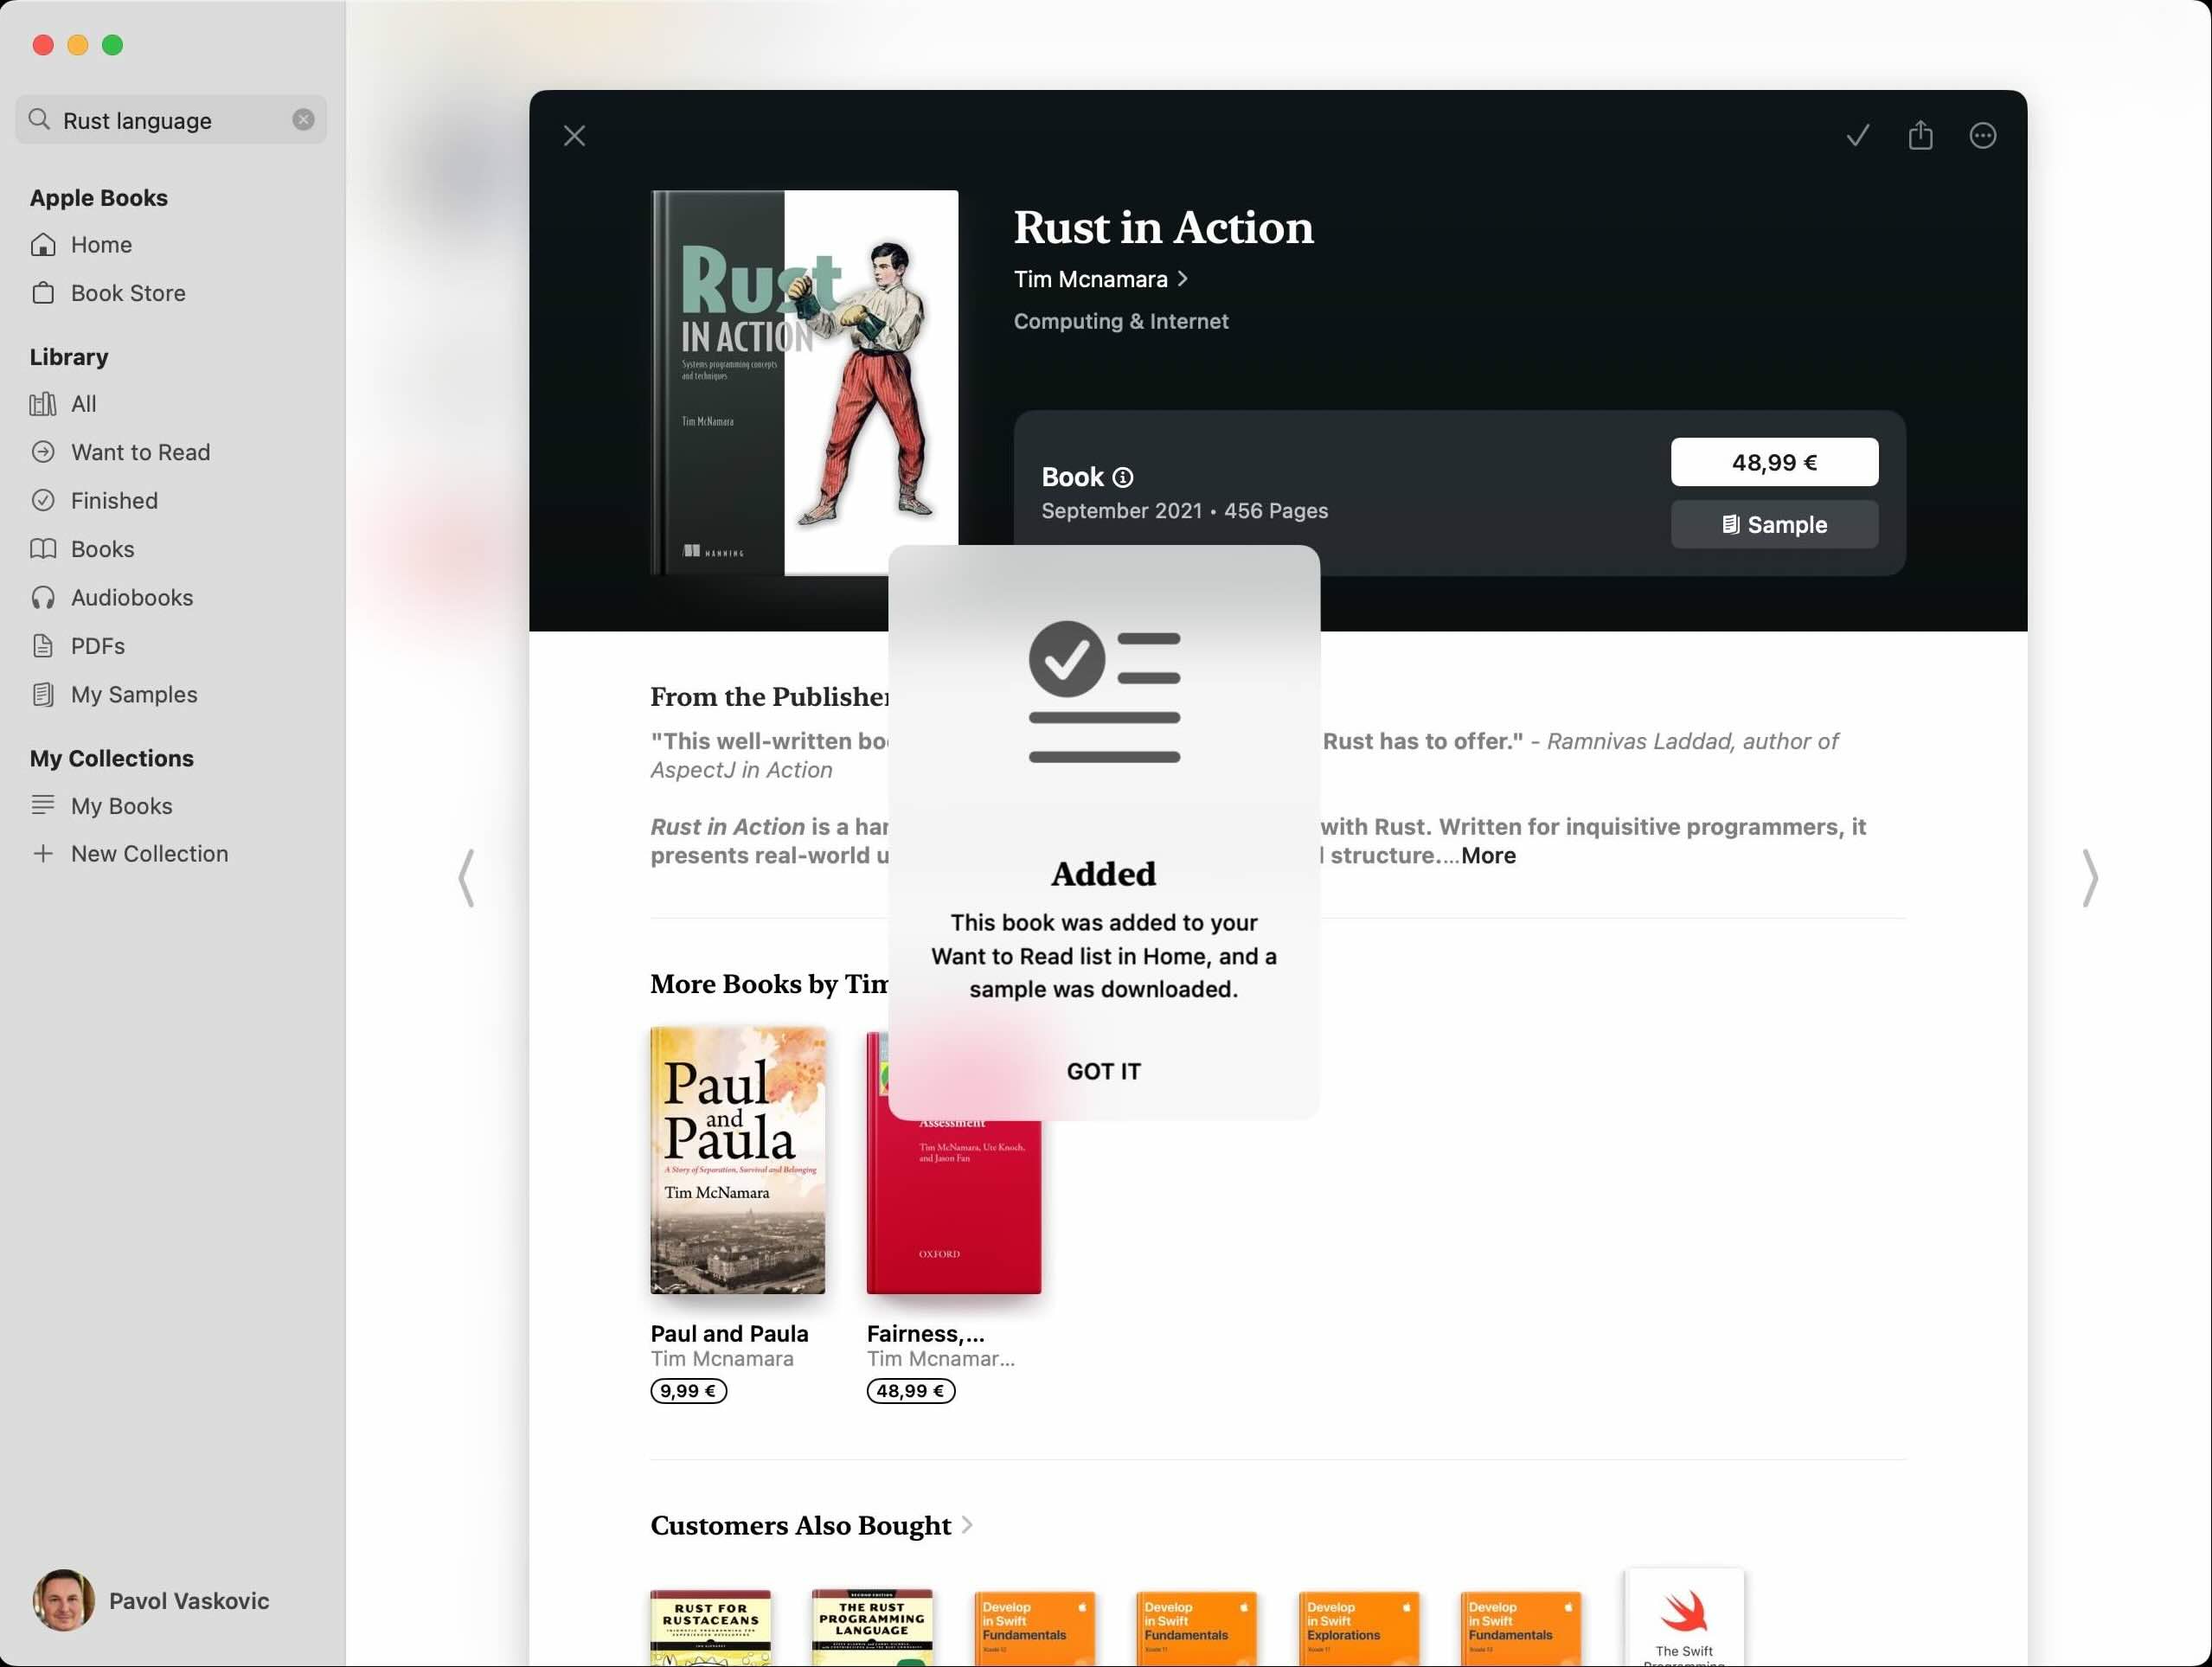 Rust language
Apple Books
Home
Book Store
Library
All
Want to Read
Finished
Books
Audiobooks
PDFs
My Samples
My Collections
My Books
New Collection
Pavol Vaskovic
Rust
IN ACTION
Systems programming concepts
and techniques
Tim McNamara
MANNING
Rust in Action
Tim Mcnamara
Computing & Internet
Book
September 2021 • 456 Pages
48,99 €
Sample
From the Publisher
"This well-written bo Rust has to offer." - Ramnivas Laddad, author of
AspectJ in Action
Rust in Action is a har with Rust. Written for inquisitive programmers, it
presents real-world u structure....More
Added
This book was added to your
Want to Read list in Home, and a
sample was downloaded.
GOT IT
More Books by Tim
Paul
and
Paula
A Story of Separation, Survival and Belonging
Tim McNamara
Assessment
Tim McNamara, Ute Knoch,
and Jason Fan
OXFORD
Paul and Paula
Tim Mcnamara
9,99 €
Fairness,...
Tim Mcnamar...
48,99 €
Customers Also Bought
RUST FOR
RUSTACEANS
IDIOMATIC PROGRAMMING FOR
EXPERIENCED DEVELOPERS
SECOND EDITION
THE RUST
PROGRAMMING
LANGUAGE
Develop
in Swift
Fundamentals
Develop
in Swift
Fundamentals
Develop
in Swift
Explorations
Develop
in Swift
Fundamentals
The Swift
Programming